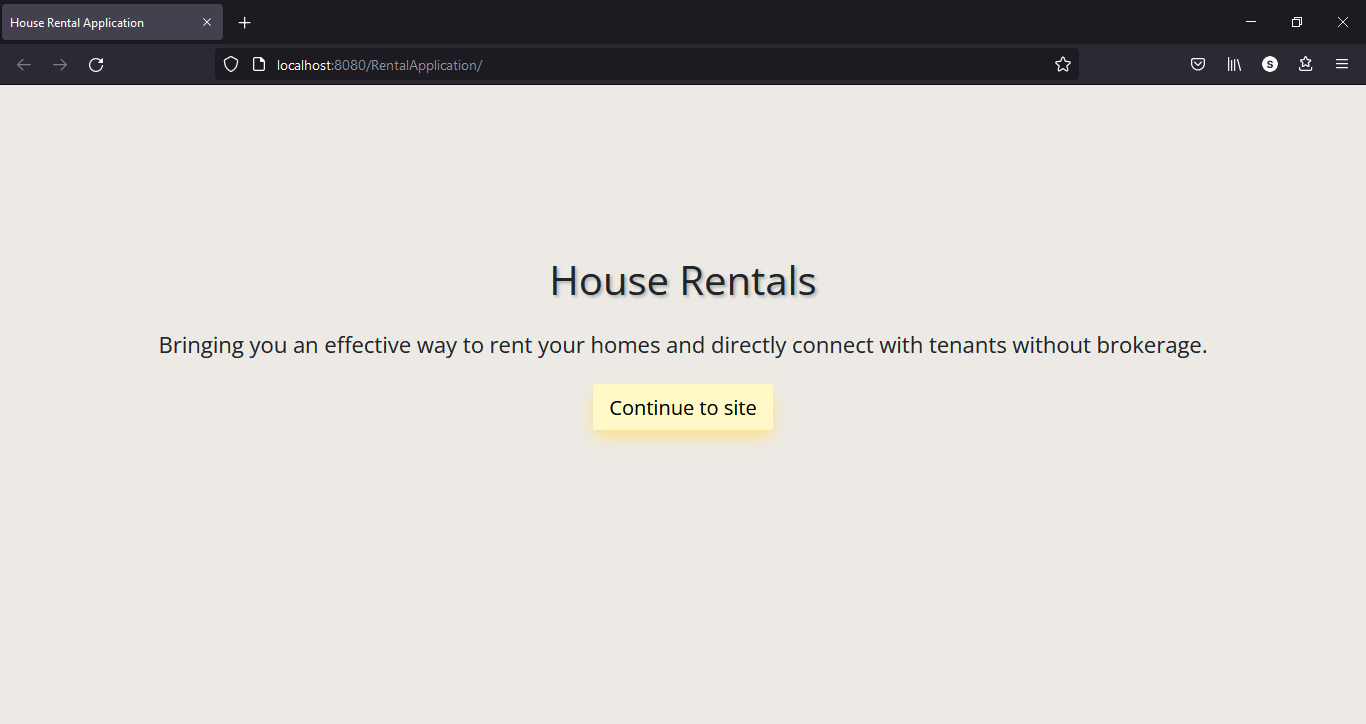 House Rental Application
localhost:8080/RentalApplication/
S
House Rentals
Bringing you an effective way to rent your homes and directly connect with tenants without brokerage.
Continue to site